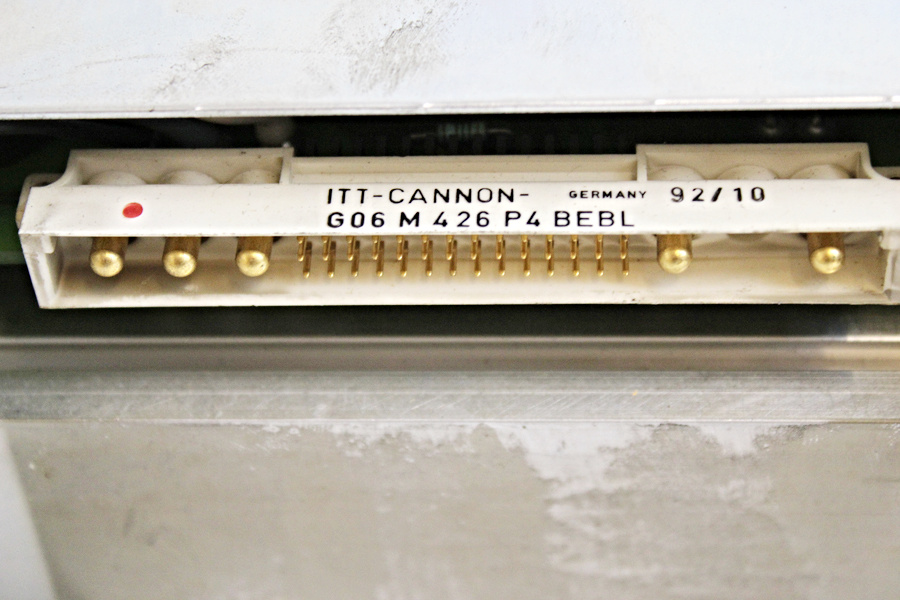 ITT-CANNON- GERMANY 92/10
G06 M 426 P4 BEBL